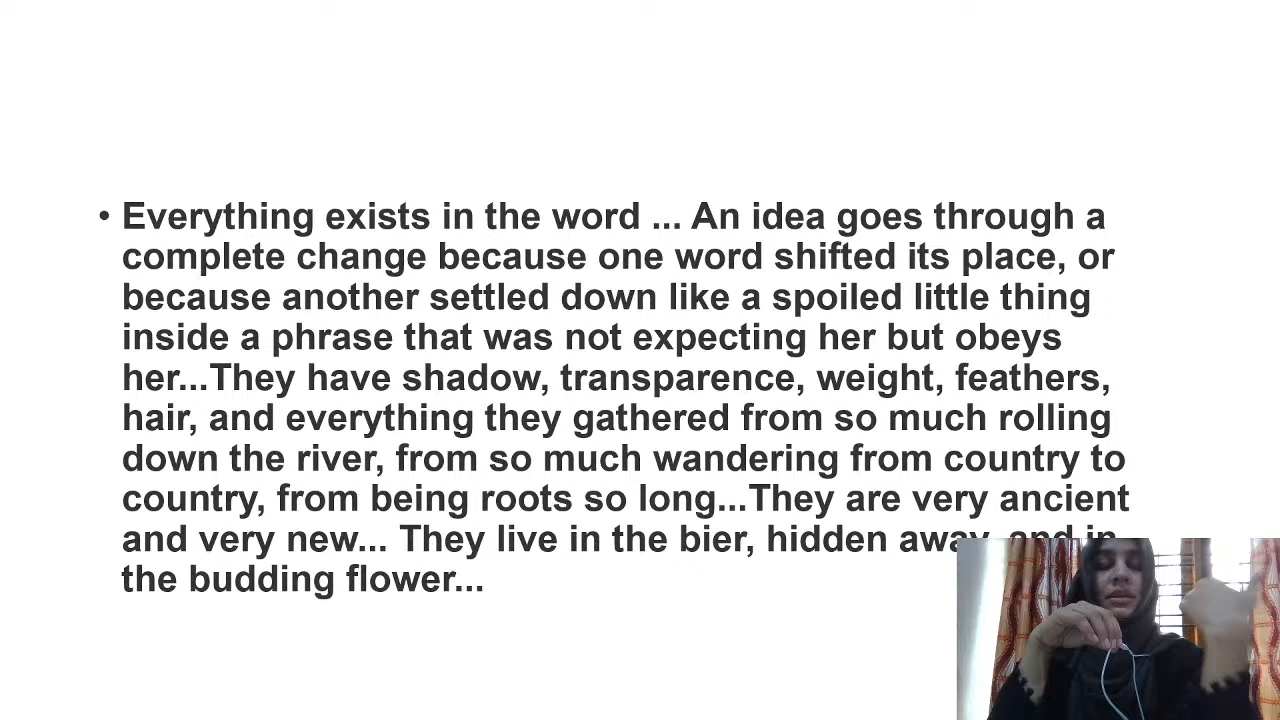 • Everything exists in the word ... An idea goes through a
complete change because one word shifted its place, or
because another settled down like a spoiled little thing
inside a phrase that was not expecting her but obeys
her...They have shadow, transparence, weight, feathers,
hair, and everything they gathered from so much rolling
down the river, from so much wandering from country to
country, from being roots so long...They are very ancient
and very new... They live in the bier, hidden away, and in
the budding flower...